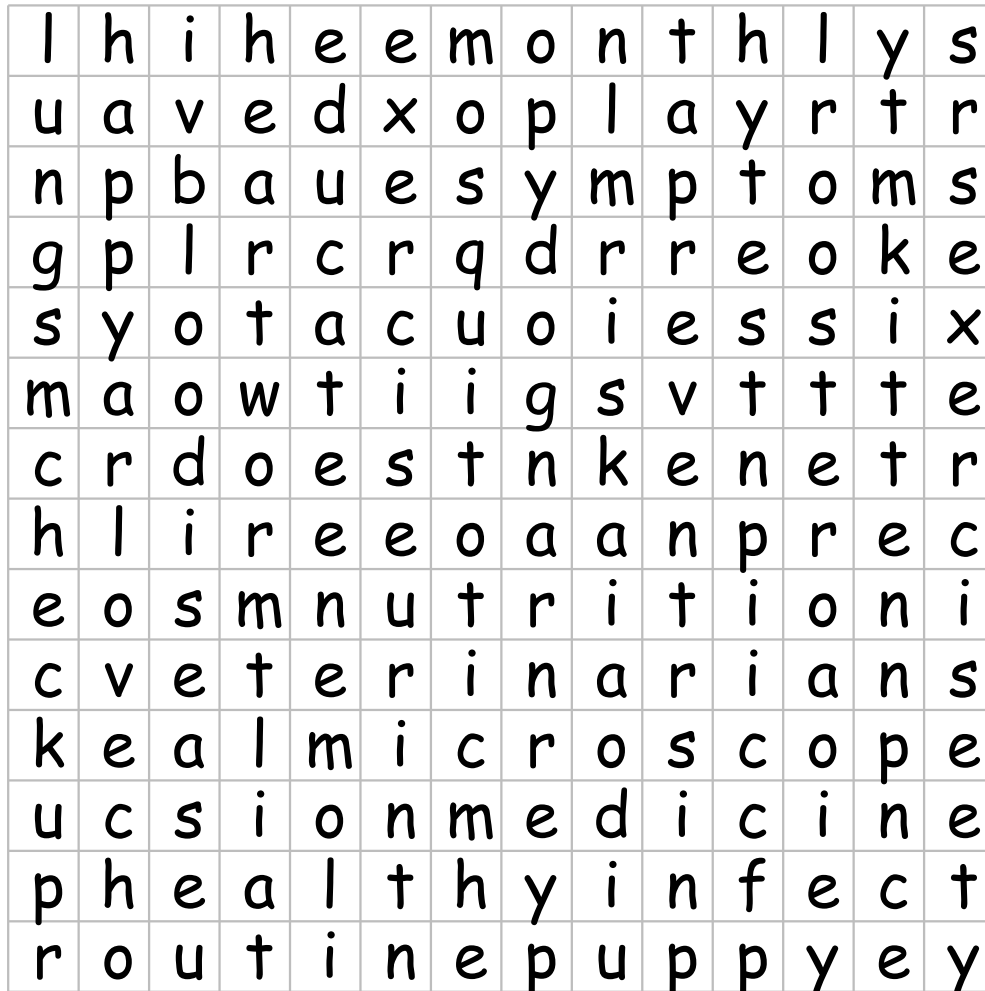 l h i h e e m o n t h l y s
u a v e d x o p l a y r t r
n p b a u e s y m p t o m s
g p l r c r q d r r e o k e
s y o t a c u o i e s s i x
m a o w t i i g s v t t t e
c r d o e s t n k e n e t r
h l i r e e o a a n p r e c
e o s m n u t r i t i o n i
c v e t e r i n a r i a n s
k e a l m i c r o s c o p e
u c s i o n m e d i c i n e
p h e a l t h y i n f e c t
r o u t i n e p u p p y e y